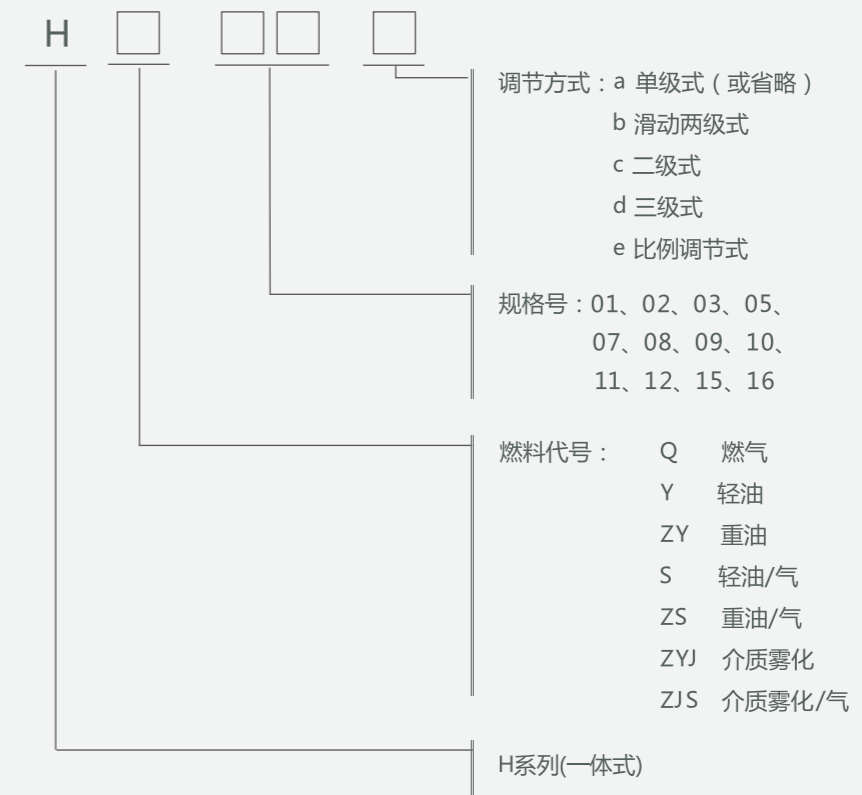 H □ □□ □
调节方式：a 单级式（或省略）
b 滑动两级式
c 二级式
d 三级式
e 比例调节式
规格号：01、02、03、05、
07、08、09、10、
11、12、15、16
燃料代号： Q 燃气
Y 轻油
ZY 重油
S 轻油/气
ZS 重油/气
ZYJ 介质雾化
ZJS 介质雾化/气
H系列(一体式)